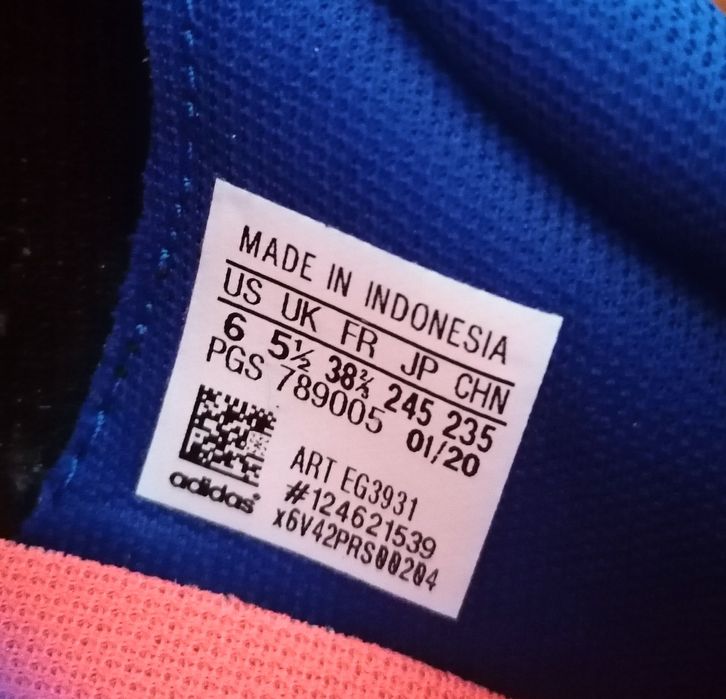 MADE IN INDONESIA
US UK FR JP CHN
6 5½ 38⅔ 245 235
PGS 789005 01/20
ART EG3931
#124621539
x6V42PRS00204
adidas